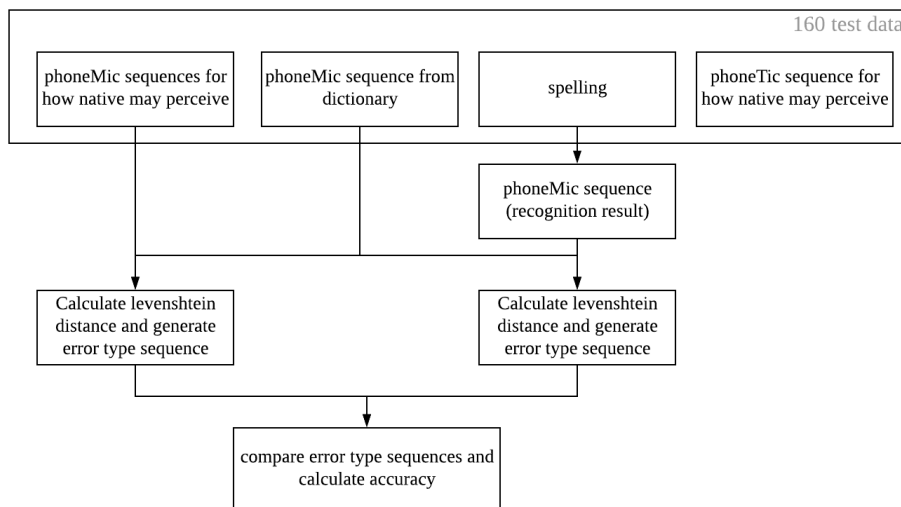 160 test data
phoneMic sequences for
how native may perceive
phoneMic sequence from
dictionary
spelling
phoneTic sequence for
how native may perceive
phoneMic sequence
(recognition result)
Calculate levenshtein
distance and generate
error type sequence
Calculate levenshtein
distance and generate
error type sequence
compare error type sequences and
calculate accuracy